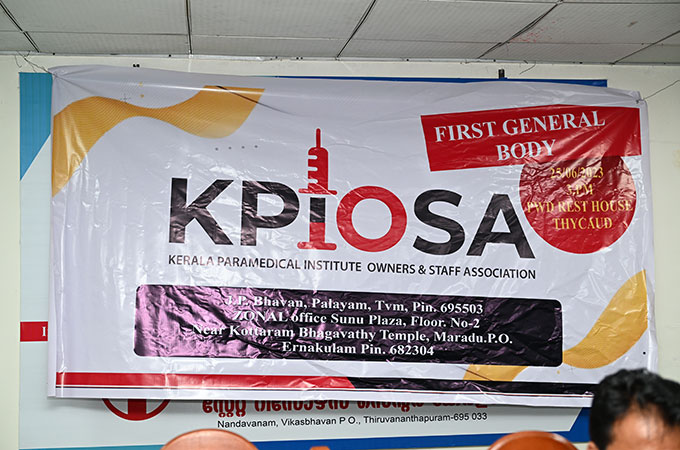 FIRST GENERAL
BODY
25/06/2023
PWD REST HOUSE
THYCAUD
KPiOSA
KERALA PARAMEDICAL INSTITUTE OWNERS & STAFF ASSOCIATION
J.P. Bhavan, Palayam, Tvm, Pin. 695503
ZONAL office Sunu Plaza, Floor. No-2
Near Kottaram Bhagavathy Temple, Maradu.P.O.
Ernakulam Pin. 682304
Nandavanam, Vikasbhavan P O., Thiruvananthapuram-695 033